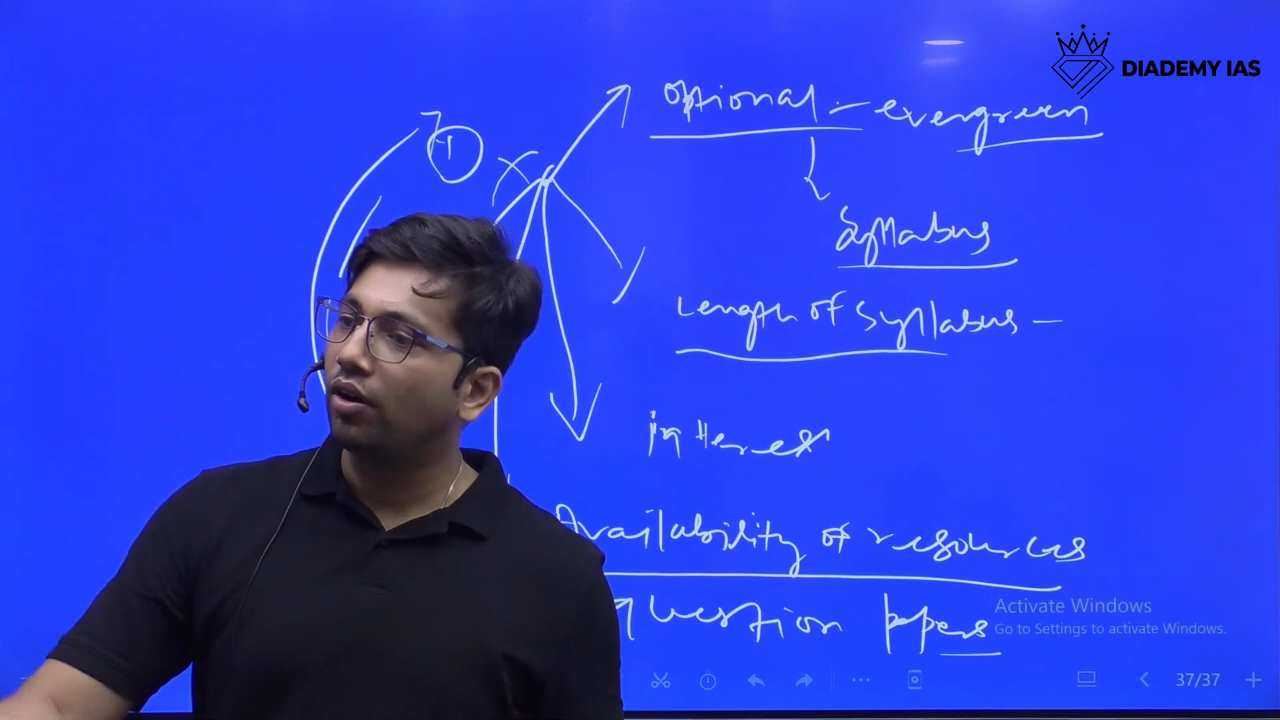 DIADEMY IAS
optional - evergreen
Syllabus
Length of Syllabus -
interest
Availability of resources
question papers
Activate Windows
Go to Settings to activate Windows.
37/37